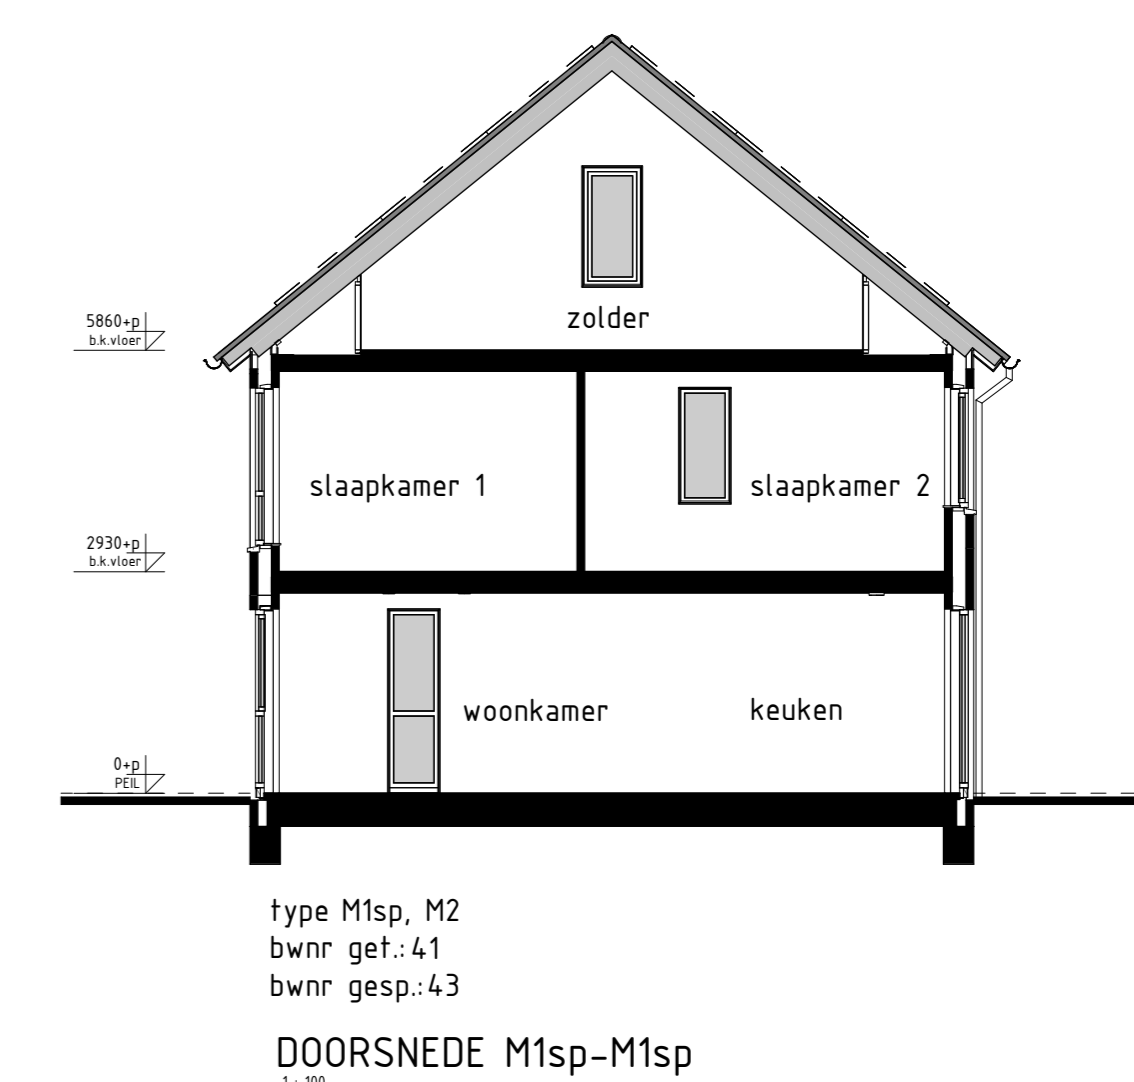 5860+p
b.k.vloer
zolder
slaapkamer 1
slaapkamer 2
2930+p
b.k.vloer
woonkamer
keuken
0+p
PEIL
type M1sp, M2
bwnr get.: 41
bwnr gesp.: 43
DOORSNEDE M1sp-M1sp
1 : 100